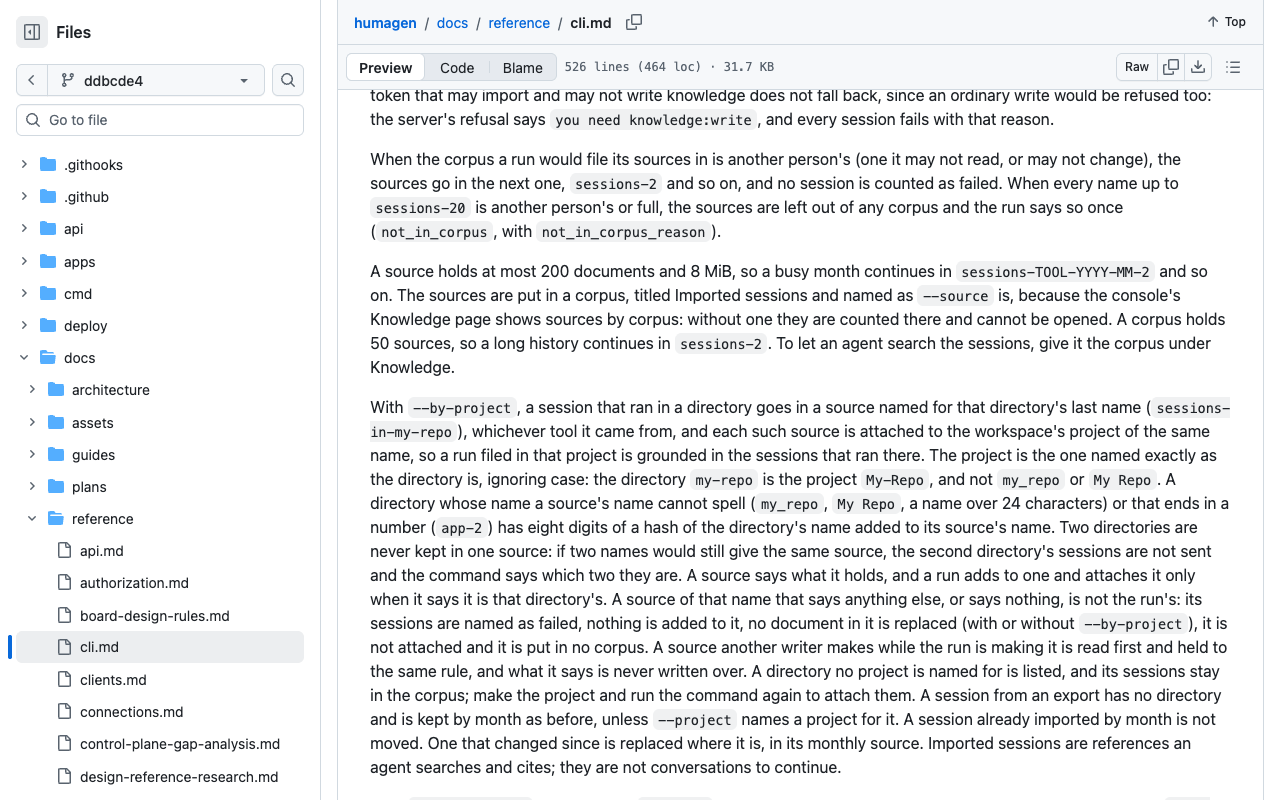 Files
humagen / docs / reference / cli.md
Top
ddbcde4
Preview Code Blame 526 lines (464 loc) · 31.7 KB
Raw
Go to file
.githooks
.github
api
apps
cmd
deploy
docs
architecture
assets
guides
plans
reference
api.md
authorization.md
board-design-rules.md
cli.md
clients.md
connections.md
control-plane-gap-analysis.md
design-reference-research.md
token that may import and may not write knowledge does not fall back, since an ordinary write would be refused too:
the server's refusal says you need knowledge:write, and every session fails with that reason.
When the corpus a run would file its sources in is another person's (one it may not read, or may not change), the
sources go in the next one, sessions-2 and so on, and no session is counted as failed. When every name up to
sessions-20 is another person's or full, the sources are left out of any corpus and the run says so once
(not_in_corpus, with not_in_corpus_reason).
A source holds at most 200 documents and 8 MiB, so a busy month continues in sessions-TOOL-YYYY-MM-2 and so
on. The sources are put in a corpus, titled Imported sessions and named as --source is, because the console's
Knowledge page shows sources by corpus: without one they are counted there and cannot be opened. A corpus holds
50 sources, so a long history continues in sessions-2. To let an agent search the sessions, give it the corpus under
Knowledge.
With --by-project, a session that ran in a directory goes in a source named for that directory's last name (sessions-
in-my-repo), whichever tool it came from, and each such source is attached to the workspace's project of the same
name, so a run filed in that project is grounded in the sessions that ran there. The project is the one named exactly as
the directory is, ignoring case: the directory my-repo is the project My-Repo, and not my_repo or My Repo. A
directory whose name a source's name cannot spell (my_repo, My Repo, a name over 24 characters) or that ends in a
number (app-2) has eight digits of a hash of the directory's name added to its source's name. Two directories are
never kept in one source: if two names would still give the same source, the second directory's sessions are not sent
and the command says which two they are. A source says what it holds, and a run adds to one and attaches it only
when it says it is that directory's. A source of that name that says anything else, or says nothing, is not the run's: its
sessions are named as failed, nothing is added to it, no document in it is replaced (with or without --by-project), it is
not attached and it is put in no corpus. A source another writer makes while the run is making it is read first and held to
the same rule, and what it says is never written over. A directory no project is named for is listed, and its sessions stay
in the corpus; make the project and run the command again to attach them. A session from an export has no directory
and is kept by month as before, unless --project names a project for it. A session already imported by month is not
moved. One that changed since is replaced where it is, in its monthly source. Imported sessions are references an
agent searches and cites; they are not conversations to continue.